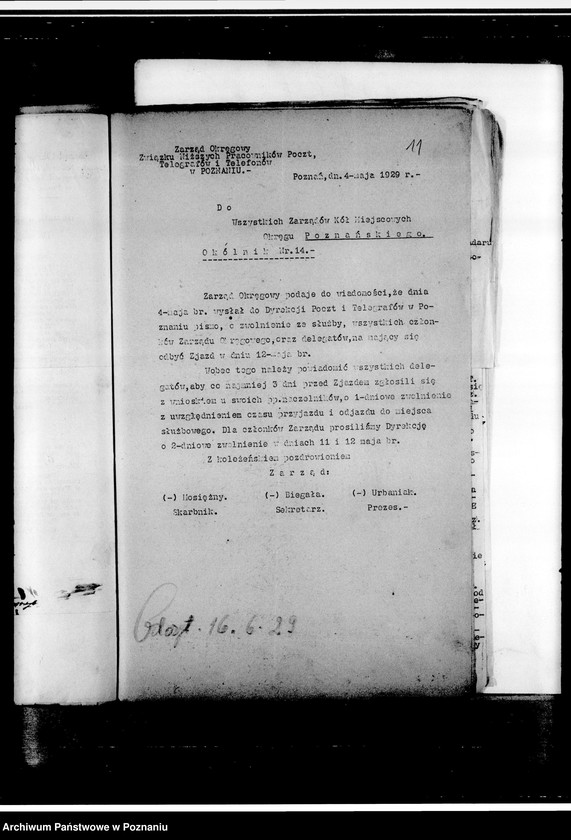 11
Zarząd Okręgowy
Związku Niższych Pracowników Poczt,
Telegrafów i Telefonów
w POZNANIU.-
Poznań,dn. 4-maja 1929 r.-
Do
Wszystkich Zarządów Kół Miejscowych
Okręgu Poznańskiego.
Okólnik Nr.14.-
Zarząd Okręgowy podaje do wiadomości,że dnia
4-maja br. wysłał do Dyrekcji Poczt i Telegrafów w Po-
znaniu pismo, o zwolnienie ze służby, wszystkich człon-
ków Zarządu Okręgowego,oraz delegatów,na mający się
odbyć Zjazd w dniu 12-maja br.
Wobec tego należy powiadomić wszystkich dele-
gatów,aby co najmniej 3 dni przed Zjazdem zgłosili się
z wnioskiem u swoich pp.naczelników,o 1-dniowe zwolnienie
z uwzględnieniem czasu przyjazdu i odjazdu do miejsca
służbowego. Dla członków Zarządu prosiliśmy Dyrekcję
o 2-dniowe zwolnienie w dniach 11 i 12 maja br.
Z koleżeńskiem pozdrowieniem
Zarząd:
(-) Mosiężny. (-) Biegała. (-) Urbaniak.
Skarbnik. Sekretarz. Prezes.-
Odczyt. 16.6.29
Archiwum Państwowe w Poznaniu